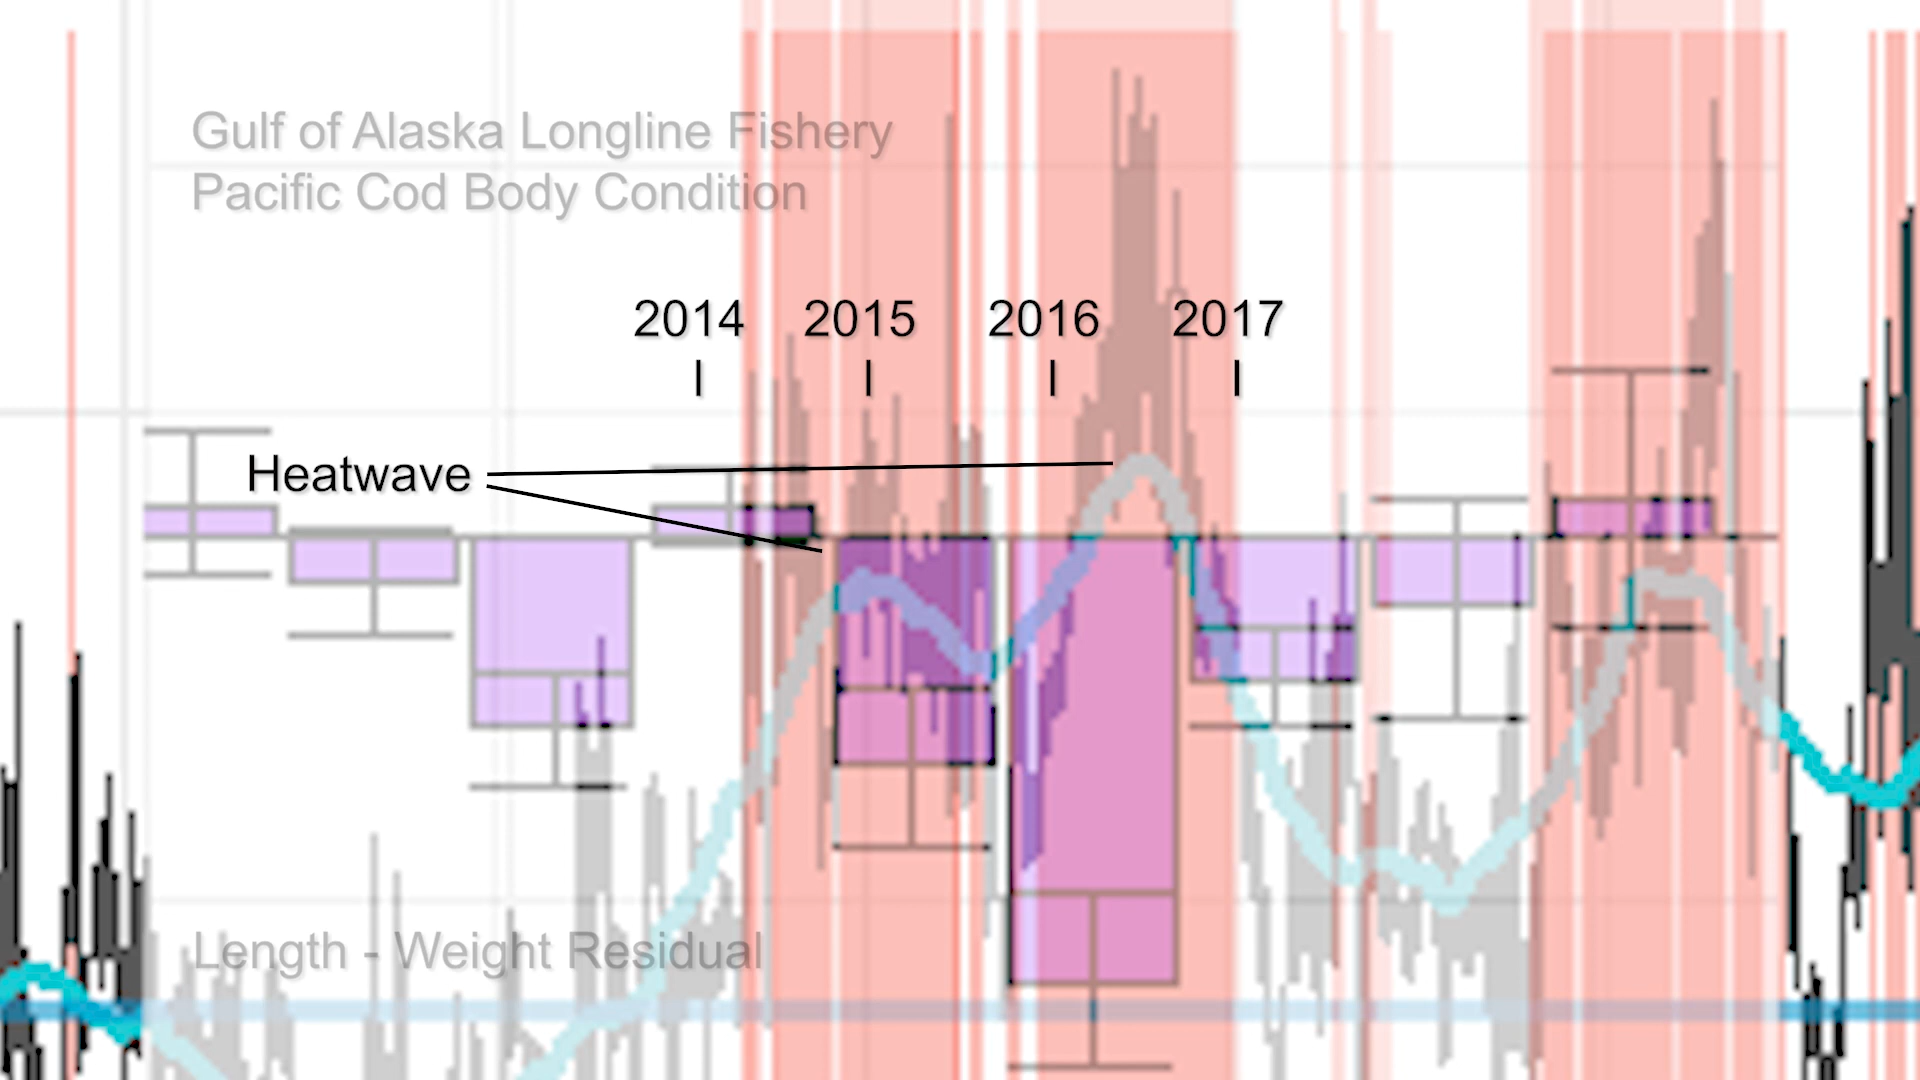 Gulf of Alaska Longline Fishery
Pacific Cod Body Condition
2014 2015 2016 2017
Heatwave
Length - Weight Residual